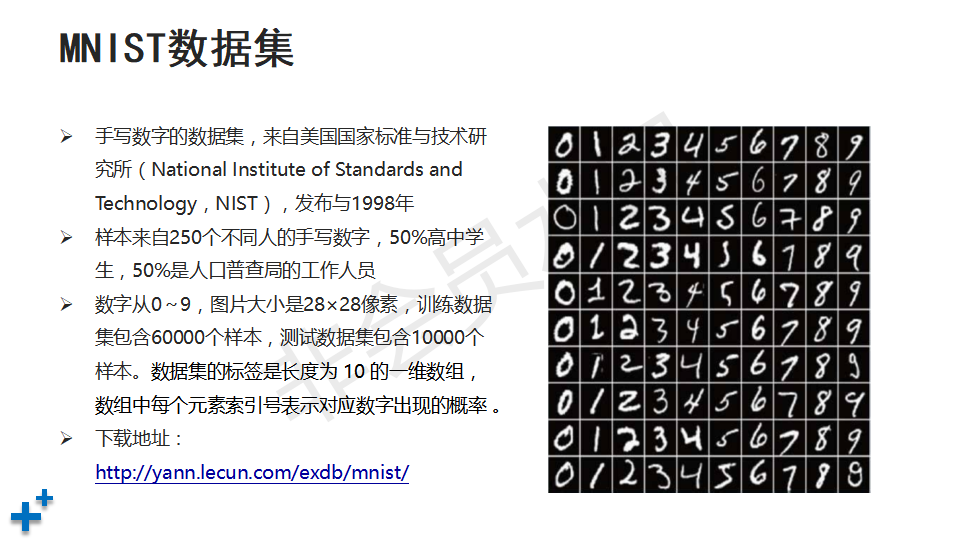 MNIST数据集
➢ 手写数字的数据集，来自美国国家标准与技术研
究所（National Institute of Standards and
Technology，NIST），发布与1998年
➢ 样本来自250个不同人的手写数字，50%高中学
生，50%是人口普查局的工作人员
➢ 数字从0～9，图片大小是28×28像素，训练数据
集包含60000个样本，测试数据集包含10000个
样本。数据集的标签是长度为 10 的一维数组，
数组中每个元素索引号表示对应数字出现的概率 。
➢ 下载地址：
http://yann.lecun.com/exdb/mnist/
0 1 2 3 4 5 6 7 8 9
0 1 2 3 4 5 6 7 8 9
0 1 2 3 4 5 6 7 8 9
0 1 2 3 4 5 6 7 8 9
0 1 2 3 4 5 6 7 8 9
0 1 2 3 4 5 6 7 8 9
0 1 2 3 4 5 6 7 8 9
0 1 2 3 4 5 6 7 8 9
0 1 2 3 4 5 6 7 8 9
0 1 2 3 4 5 6 7 8 9
非会员水